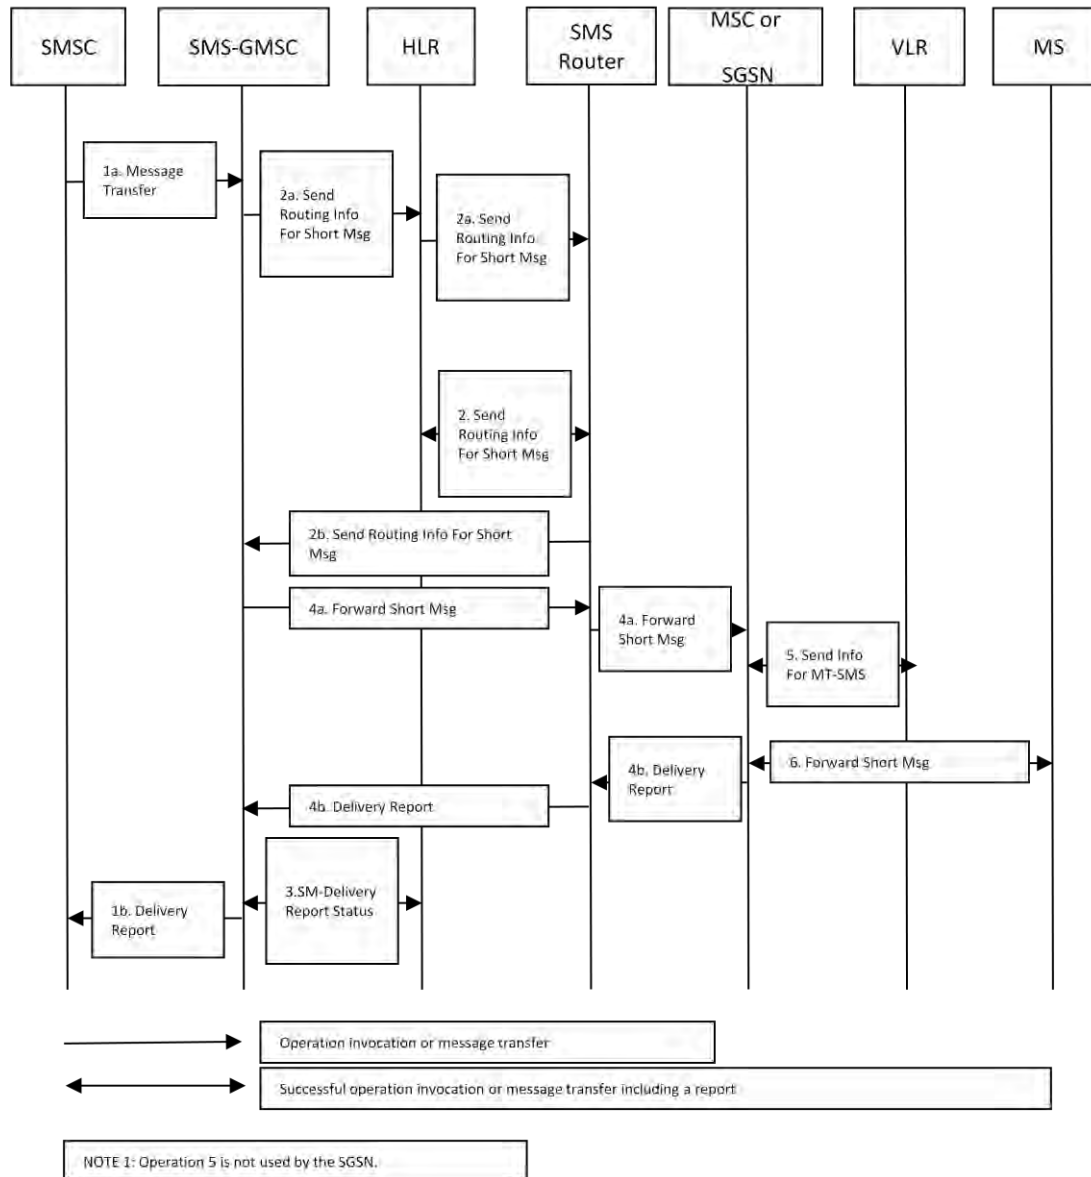 SMSC
SMS-GMSC
HLR
SMS
Router
MSC or
SGSN
VLR
MS
1a. Message
Transfer
2a. Send
Routing Info
For Short Msg
2a. Send
Routing Info
For Short Msg
2. Send
Routing Info
For Short Msg
2b. Send Routing Info For Short
Msg
4a. Forward Short Msg
4a. Forward
Short Msg
5. Send Info
For MT-SMS
6. Forward Short Msg
4b. Delivery
Report
4b. Delivery Report
3.SM-Delivery
Report Status
1b. Delivery
Report
Operation invocation or message transfer
Successful operation invocation or message transfer including a report
NOTE 1: Operation 5 is not used by the SGSN.